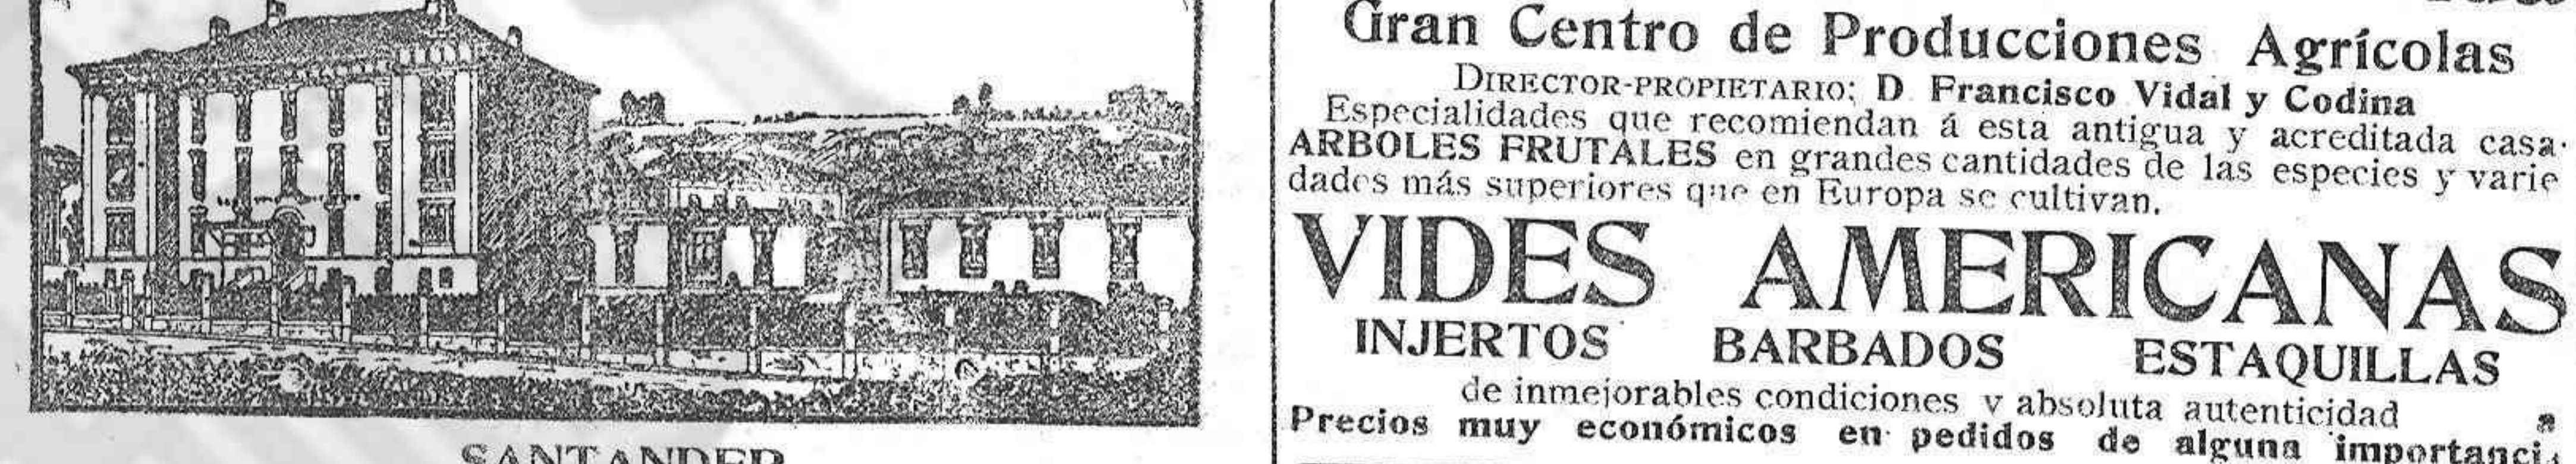 SANTANDER
Gran Centro de Producciones Agrícolas
DIRECTOR-PROPIETARIO: D Francisco Vidal y Codina
Especialidades que recomiendan á esta antigua y acreditada casa.
ARBOLES FRUTALES en grandes cantidades de las especies y varie
dades más superiores que en Europa se cultivan.
VIDES AMERICANAS
INJERTOS BARBADOS ESTAQUILLAS
de inmejorables condiciones y absoluta autenticidad
Precios muy económicos en pedidos de alguna importanci